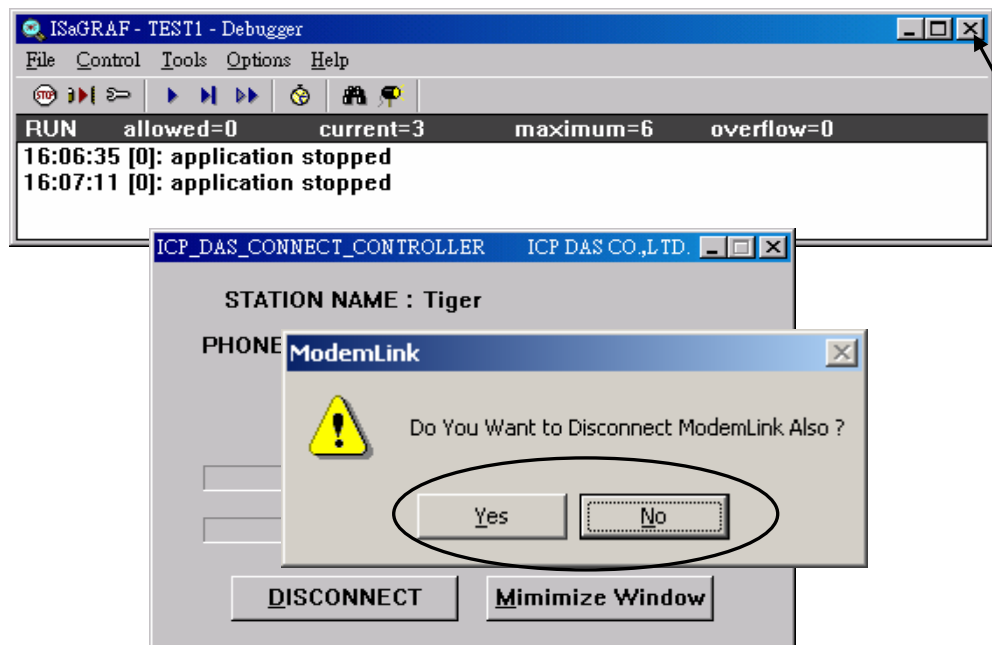 ISaGRAF - TEST1 - Debugger
File Control Tools Options Help
STOP
RUN allowed=0 current=3 maximum=6 overflow=0
16:06:35 [0]: application stopped
16:07:11 [0]: application stopped
ICP_DAS_CONNECT_CONTROLLER ICP DAS CO.,LTD.
STATION NAME : Tiger
PHONE
ModemLink
Do You Want to Disconnect ModemLink Also ?
Yes No
DISCONNECT Mimimize Window